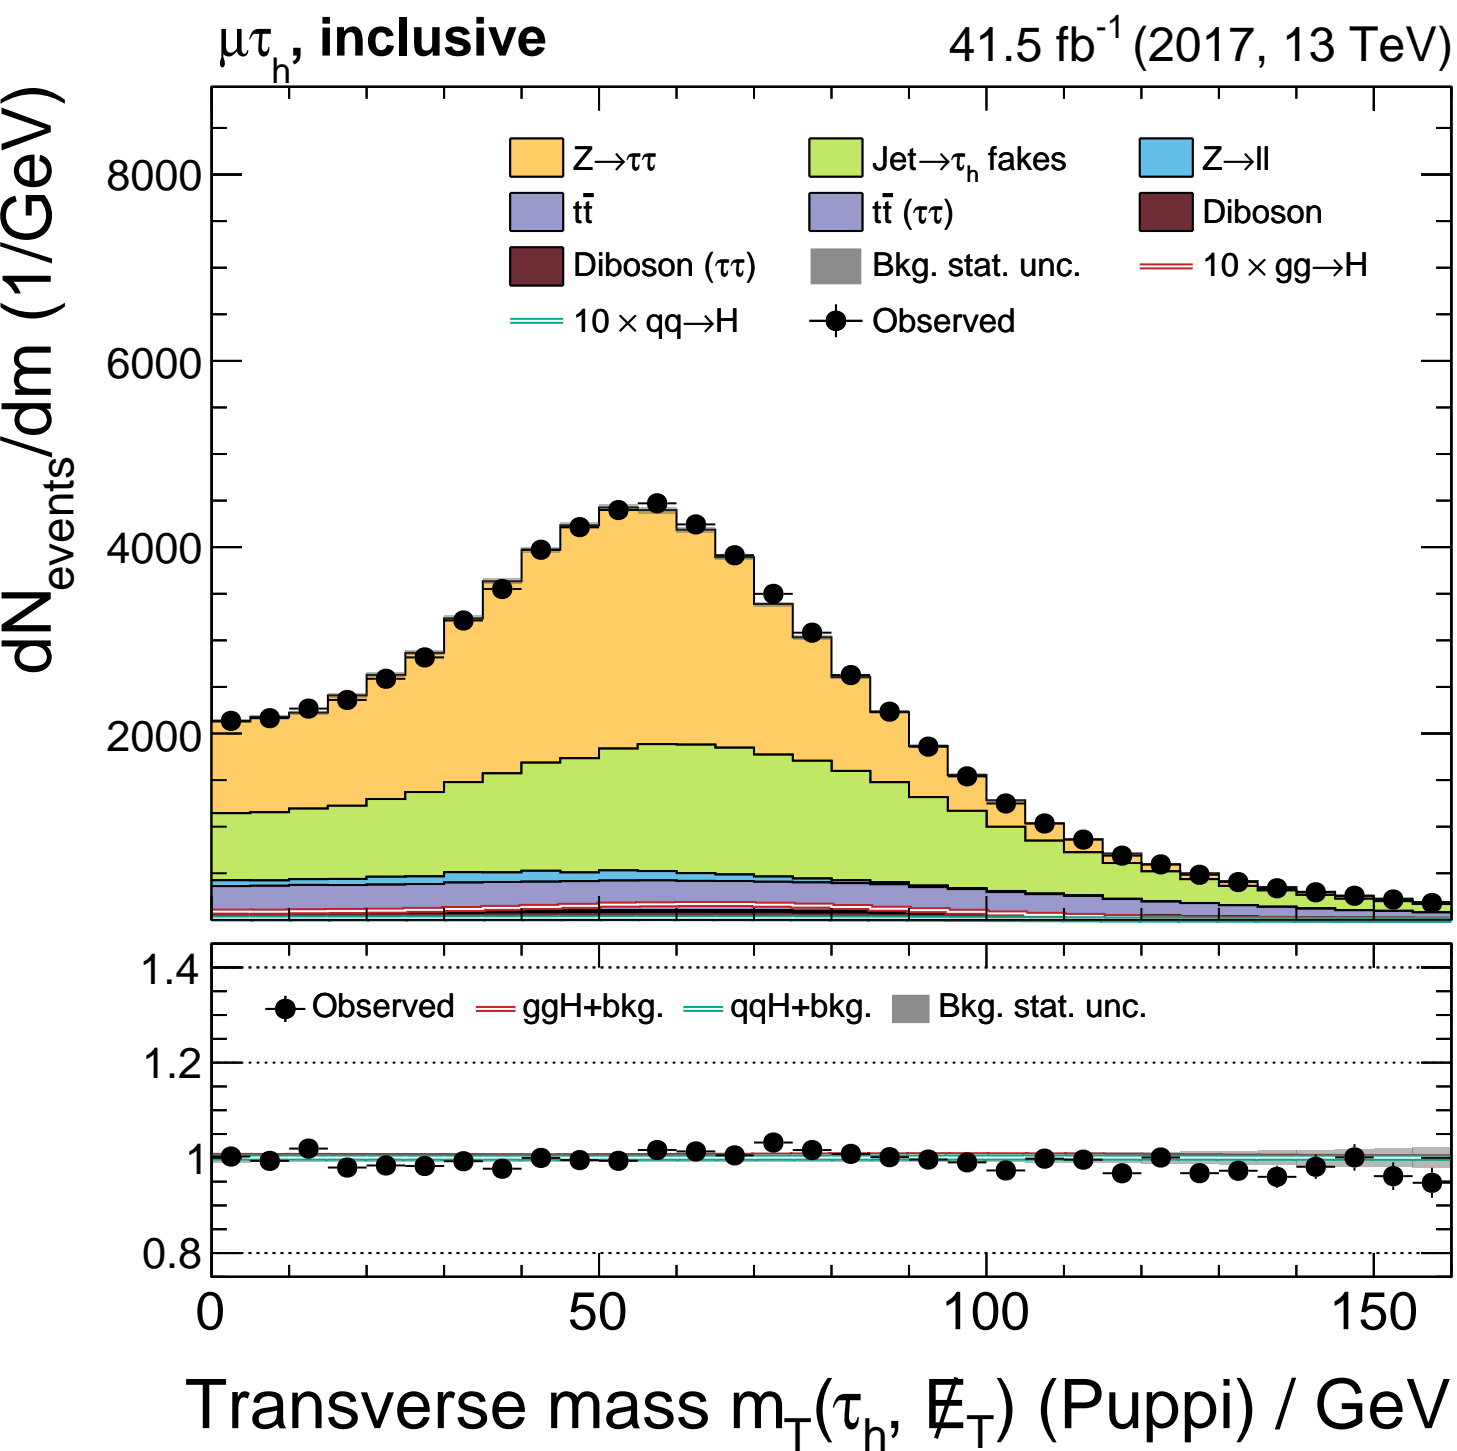 μτh, inclusive
41.5 fb-1 (2017, 13 TeV)
dNevents/dm (1/GeV)
8000
6000
4000
2000
Z→ττ
Jet→τh fakes
Z→ll
tt̄
tt̄ (ττ)
Diboson
Diboson (ττ)
Bkg. stat. unc.
10 × gg→H
10 × qq→H
Observed
1.4
1.2
1
0.8
Observed
ggH+bkg.
qqH+bkg.
Bkg. stat. unc.
0
50
100
150
Transverse mass mT(τh, E̸T) (Puppi) / GeV